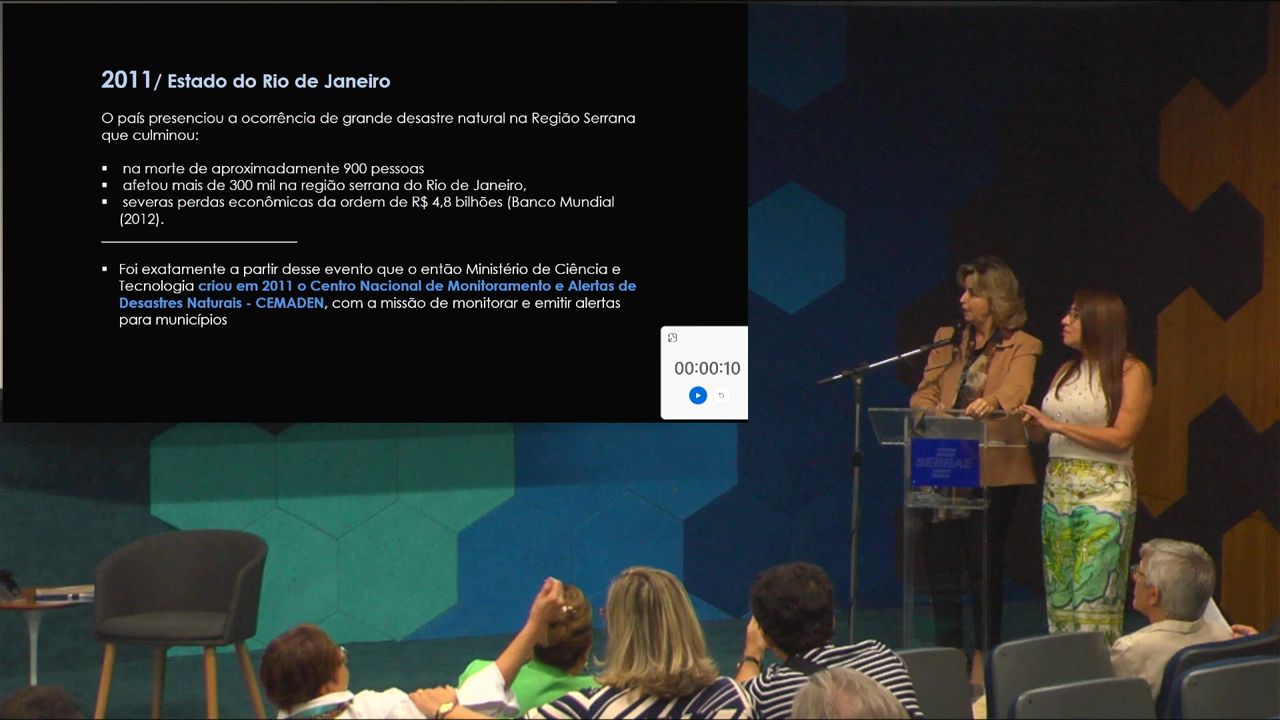 2011/ Estado do Rio de Janeiro
O país presenciou a ocorrência de grande desastre natural na Região Serrana
que culminou:
▪ na morte de aproximadamente 900 pessoas
▪ afetou mais de 300 mil na região serrana do Rio de Janeiro,
▪ severas perdas econômicas da ordem de R$ 4,8 bilhões (Banco Mundial
(2012).
▪ Foi exatamente a partir desse evento que o então Ministério de Ciência e
Tecnologia criou em 2011 o Centro Nacional de Monitoramento e Alertas de
Desastres Naturais - CEMADEN, com a missão de monitorar e emitir alertas
para municípios
00:00:10
SEBRAE